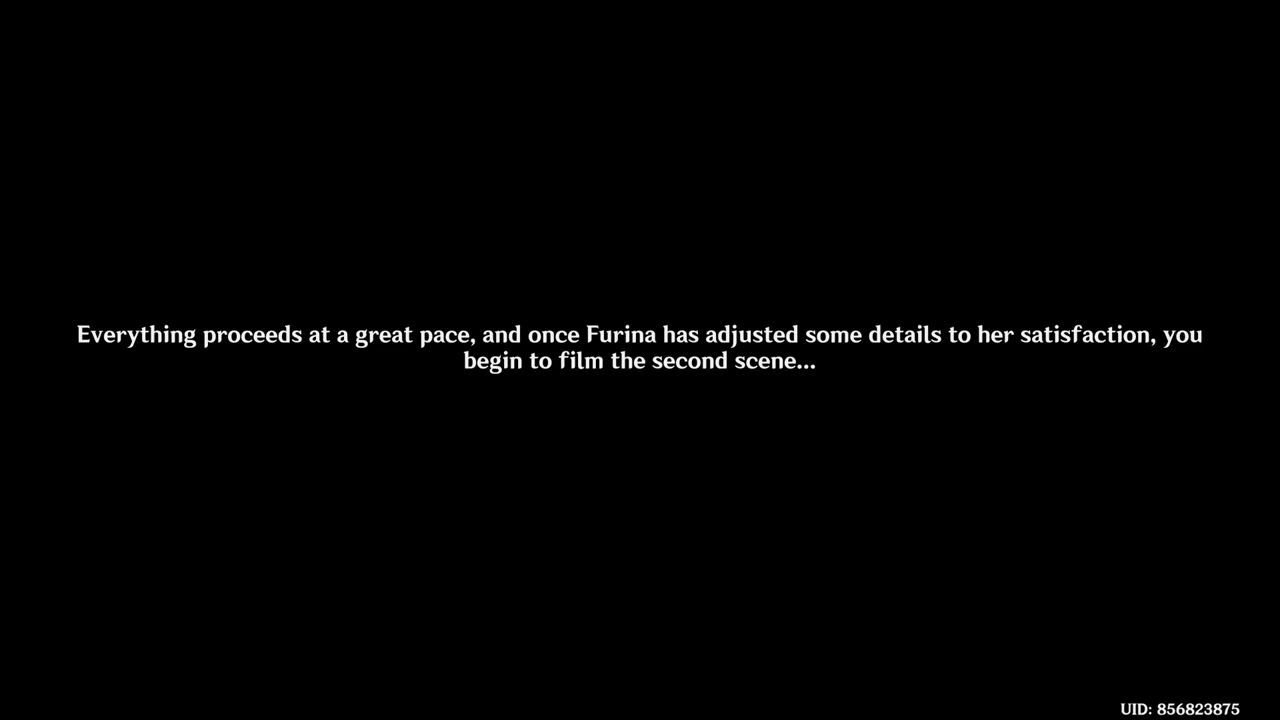 Everything proceeds at a great pace, and once Furina has adjusted some details to her satisfaction, you
begin to film the second scene...
UID: 856823875